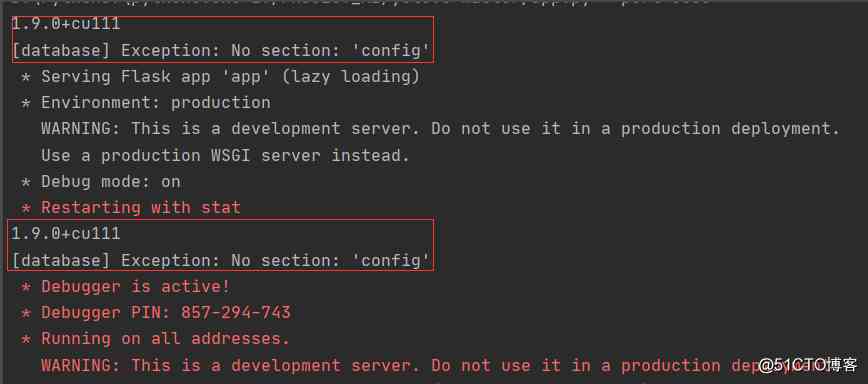 1.9.0+cu111
[database] Exception: No section: 'config'
* Serving Flask app 'app' (lazy loading)
* Environment: production
WARNING: This is a development server. Do not use it in a production deployment.
Use a production WSGI server instead.
* Debug mode: on
* Restarting with stat
1.9.0+cu111
[database] Exception: No section: 'config'
* Debugger is active!
* Debugger PIN: 857-294-743
* Running on all addresses.
WARNING: This is a development server. Do not use it in a production deployment.
@51CTO博客